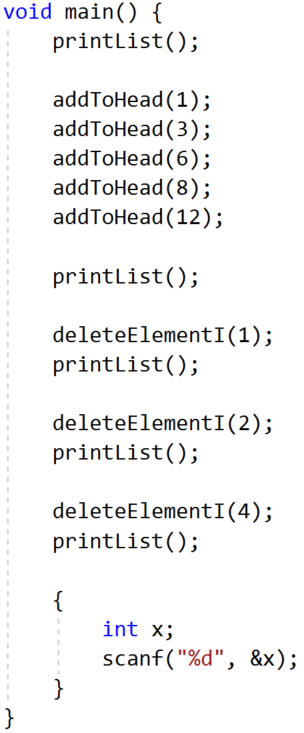 void main() {
    printList();

    addToHead(1);
    addToHead(3);
    addToHead(6);
    addToHead(8);
    addToHead(12);

    printList();

    deleteElementI(1);
    printList();

    deleteElementI(2);
    printList();

    deleteElementI(4);
    printList();

    {
        int x;
        scanf("%d", &x);
    }
}